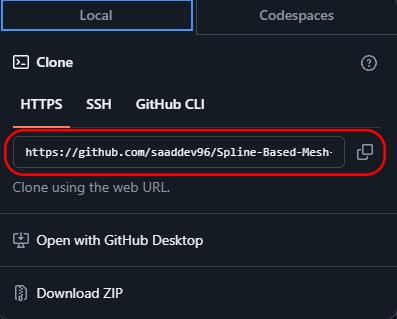 Local Codespaces
Clone
HTTPS SSH GitHub CLI
https://github.com/saaddev96/Spline-Based-Mesh-
Clone using the web URL.
Open with GitHub Desktop
Download ZIP